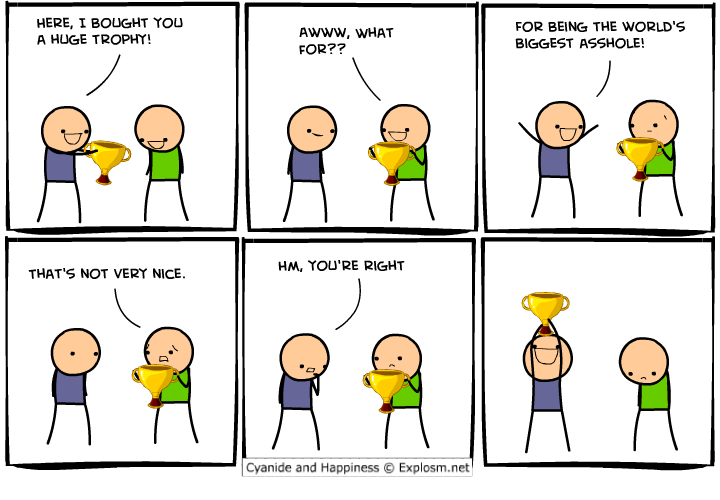 HERE, I BOUGHT YOU
A HUGE TROPHY!
AWWW, WHAT
FOR??
FOR BEING THE WORLD'S
BIGGEST ASSHOLE!
THAT'S NOT VERY NICE.
HM, YOU'RE RIGHT
Cyanide and Happiness © Explosm.net